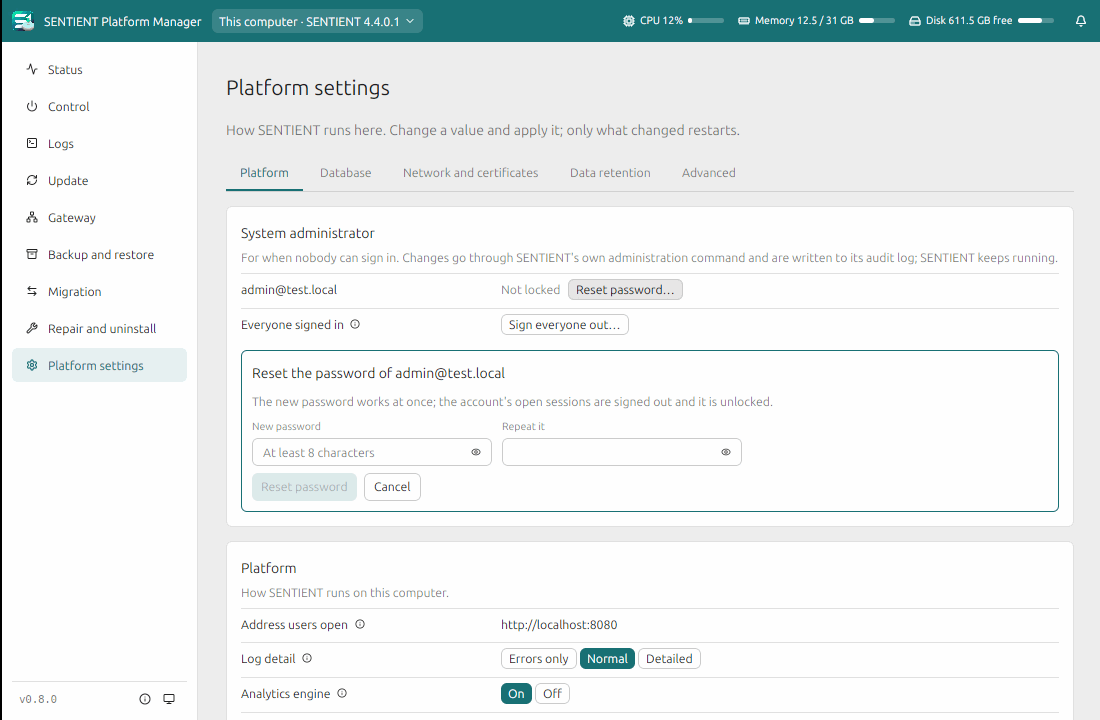 SENTIENT Platform Manager
This computer · SENTIENT 4.4.0.1
CPU 12%
Memory 12.5 / 31 GB
Disk 611.5 GB free
Status
Control
Logs
Update
Gateway
Backup and restore
Migration
Repair and uninstall
Platform settings
v0.8.0
Platform settings
How SENTIENT runs here. Change a value and apply it; only what changed restarts.
Platform Database Network and certificates Data retention Advanced
System administrator
For when nobody can sign in. Changes go through SENTIENT's own administration command and are written to its audit log; SENTIENT keeps running.
admin@test.local Not locked Reset password...
Everyone signed in Sign everyone out...
Reset the password of admin@test.local
The new password works at once; the account's open sessions are signed out and it is unlocked.
New password Repeat it
At least 8 characters
Reset password Cancel
Platform
How SENTIENT runs on this computer.
Address users open http://localhost:8080
Log detail Errors only Normal Detailed
Analytics engine On Off